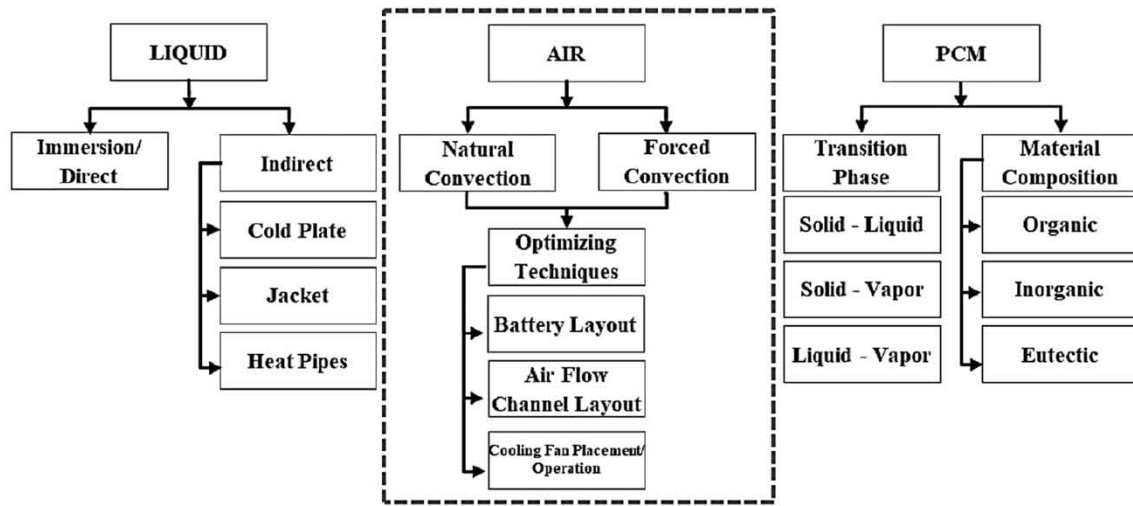 LIQUID
Immersion/
Direct
Indirect
Cold Plate
Jacket
Heat Pipes
AIR
Natural
Convection
Forced
Convection
Optimizing
Techniques
Battery Layout
Air Flow
Channel Layout
Cooling Fan Placement/
Operation
PCM
Transition
Phase
Solid - Liquid
Solid - Vapor
Liquid - Vapor
Material
Composition
Organic
Inorganic
Eutectic